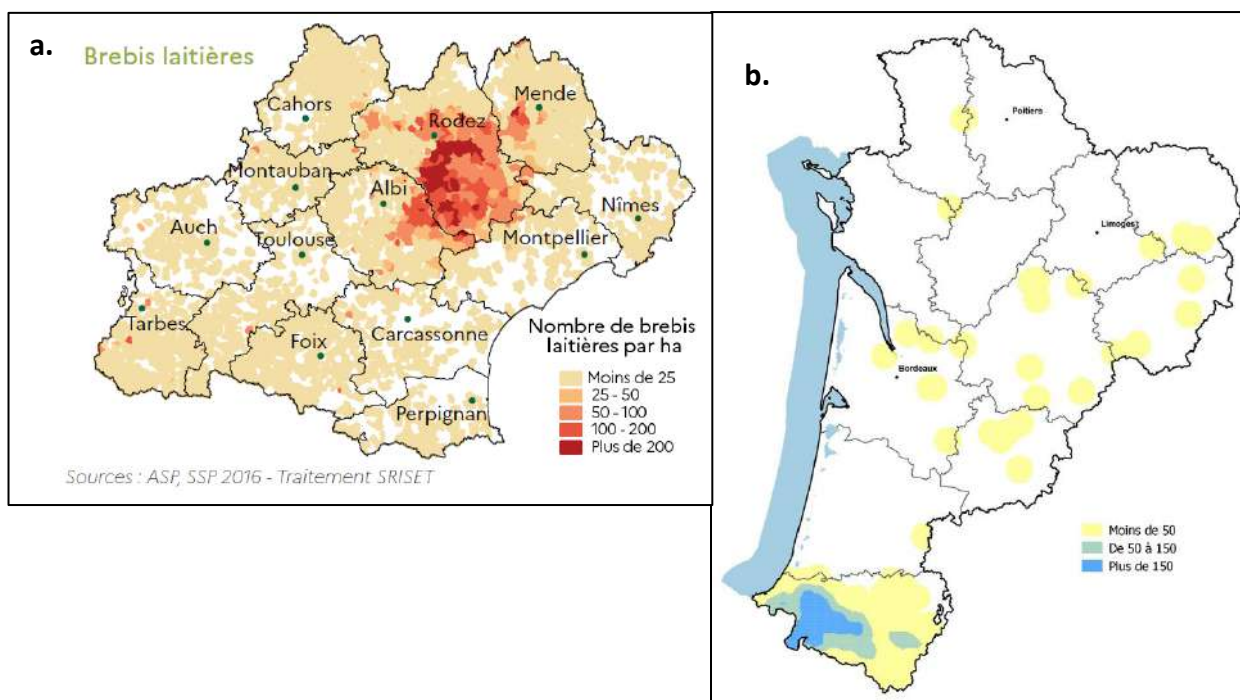 a.
Brebis laitières
Cahors
Mende
Rodez
Montauban
Albi
Nîmes
Auch
Toulouse
Montpellier
Tarbes
Carcassonne
Foix
Perpignan
Nombre de brebis
laitières par ha
Moins de 25
25 - 50
50 - 100
100 - 200
Plus de 200
Sources : ASP, SSP 2016 - Traitement SRISET
b.
Poitiers
Limoges
Bordeaux
Moins de 50
De 50 à 150
Plus de 150